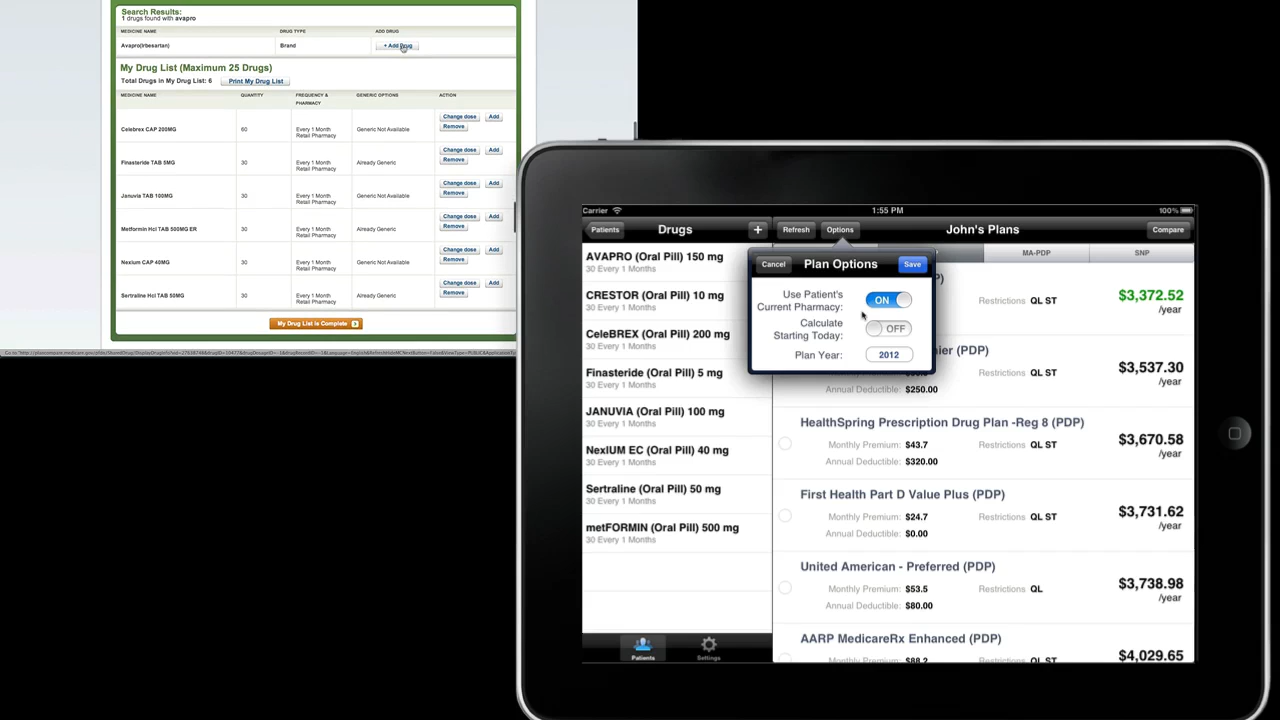 Search Results:
1 drugs found with avapro
MEDICINE NAME DRUG TYPE ADD DRUG
Avapro(Irbesartan) Brand + Add Drug
My Drug List (Maximum 25 Drugs)
Total Drugs in My Drug List: 6 Print My Drug List
MEDICINE NAME QUANTITY FREQUENCY & PHARMACY GENERIC OPTIONS ACTION
Celebrex CAP 200MG 60 Every 1 Month Retail Pharmacy Generic Not Available Change dose Add Remove
Finasteride TAB 5MG 30 Every 1 Month Retail Pharmacy Already Generic Change dose Add Remove
Januvia TAB 100MG 30 Every 1 Month Retail Pharmacy Generic Not Available Change dose Add Remove
Metformin Hcl TAB 500MG ER 30 Every 1 Month Retail Pharmacy Already Generic Change dose Add Remove
Nexium CAP 40MG 30 Every 1 Month Retail Pharmacy Generic Not Available Change dose Add Remove
Sertraline Hcl TAB 50MG 30 Every 1 Month Retail Pharmacy Already Generic Change dose Add Remove
My Drug List is Complete
Carrier 1:55 PM 100%
Patients Drugs + Refresh Options John's Plans Compare
AVAPRO (Oral Pill) 150 mg
30 Every 1 Months
CRESTOR (Oral Pill) 10 mg
30 Every 1 Months
CeleBREX (Oral Pill) 200 mg
30 Every 1 Months
Finasteride (Oral Pill) 5 mg
30 Every 1 Months
JANUVIA (Oral Pill) 100 mg
30 Every 1 Months
NexIUM EC (Oral Pill) 40 mg
30 Every 1 Months
Sertraline (Oral Pill) 50 mg
30 Every 1 Months
metFORMIN (Oral Pill) 500 mg
30 Every 1 Months
Patients Settings
Cancel Plan Options Save
Use Patient's
Current Pharmacy: ON
Calculate
Starting Today: OFF
Plan Year: 2012
MA-PDP SNP
Restrictions QL ST $3,372.52
/year
(PDP)
Restrictions QL ST $3,537.30
/year
Annual Deductible: $250.00
HealthSpring Prescription Drug Plan -Reg 8 (PDP)
Monthly Premium: $43.7 Restrictions QL ST $3,670.58
/year
Annual Deductible: $320.00
First Health Part D Value Plus (PDP)
Monthly Premium: $24.7 Restrictions QL ST $3,731.62
/year
Annual Deductible: $0.00
United American - Preferred (PDP)
Monthly Premium: $53.5 Restrictions QL $3,738.98
/year
Annual Deductible: $80.00
AARP MedicareRx Enhanced (PDP)
Monthly Premium: $88.2 Restrictions QL ST $4,029.65